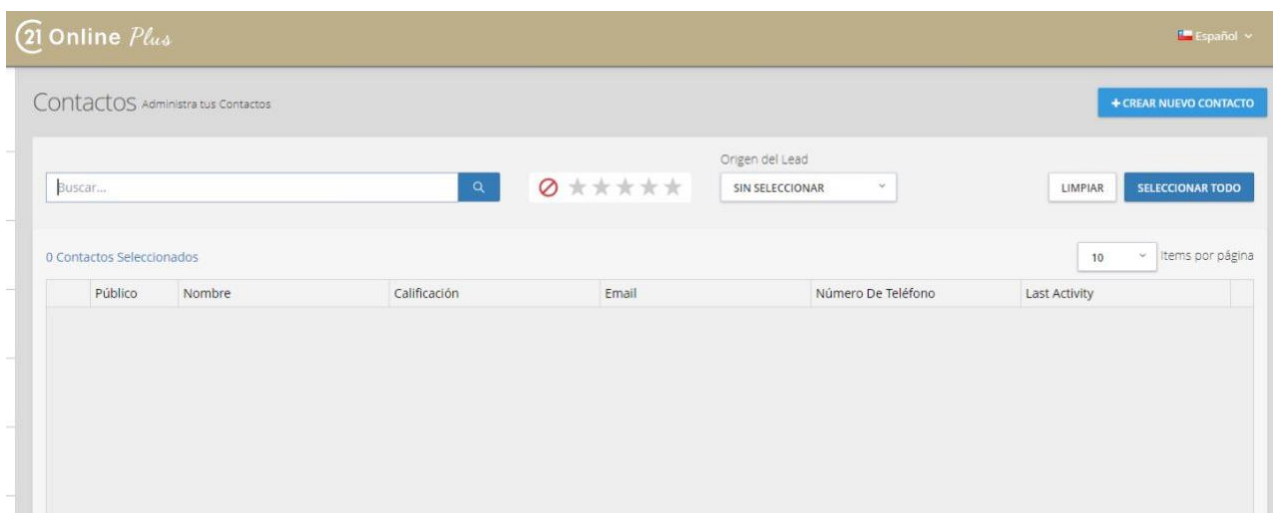 21 Online Plus
Español
Contactos Administra tus Contactos
+ CREAR NUEVO CONTACTO
Origen del Lead
Buscar...
SIN SELECCIONAR
LIMPIAR
SELECCIONAR TODO
0 Contactos Seleccionados
10 Items por página
Público Nombre Calificación Email Número De Teléfono Last Activity